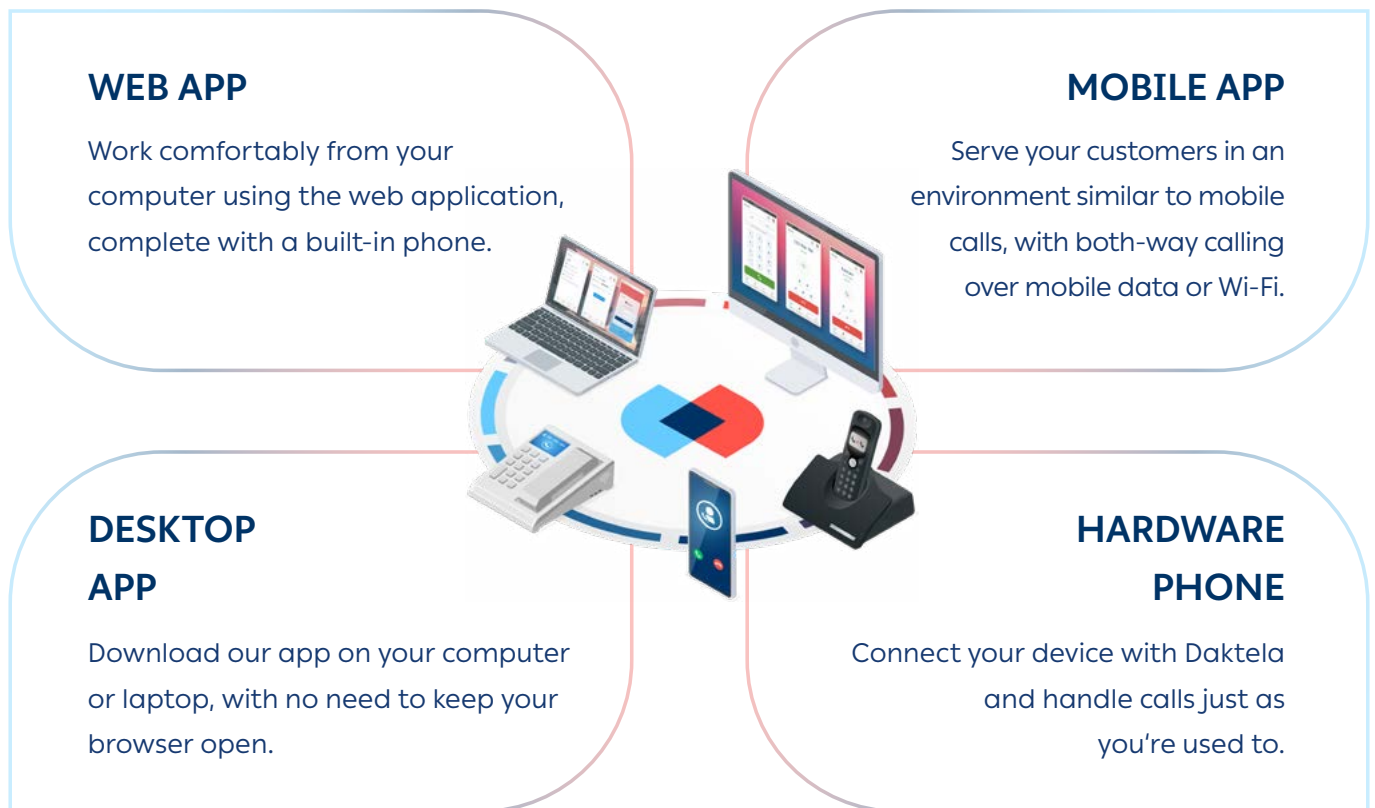 WEB APP
Work comfortably from your
computer using the web application,
complete with a built-in phone.
MOBILE APP
Serve your customers in an
environment similar to mobile
calls, with both-way calling
over mobile data or Wi-Fi.
DESKTOP
APP
Download our app on your computer
or laptop, with no need to keep your
browser open.
HARDWARE
PHONE
Connect your device with Daktela
and handle calls just as
you're used to.